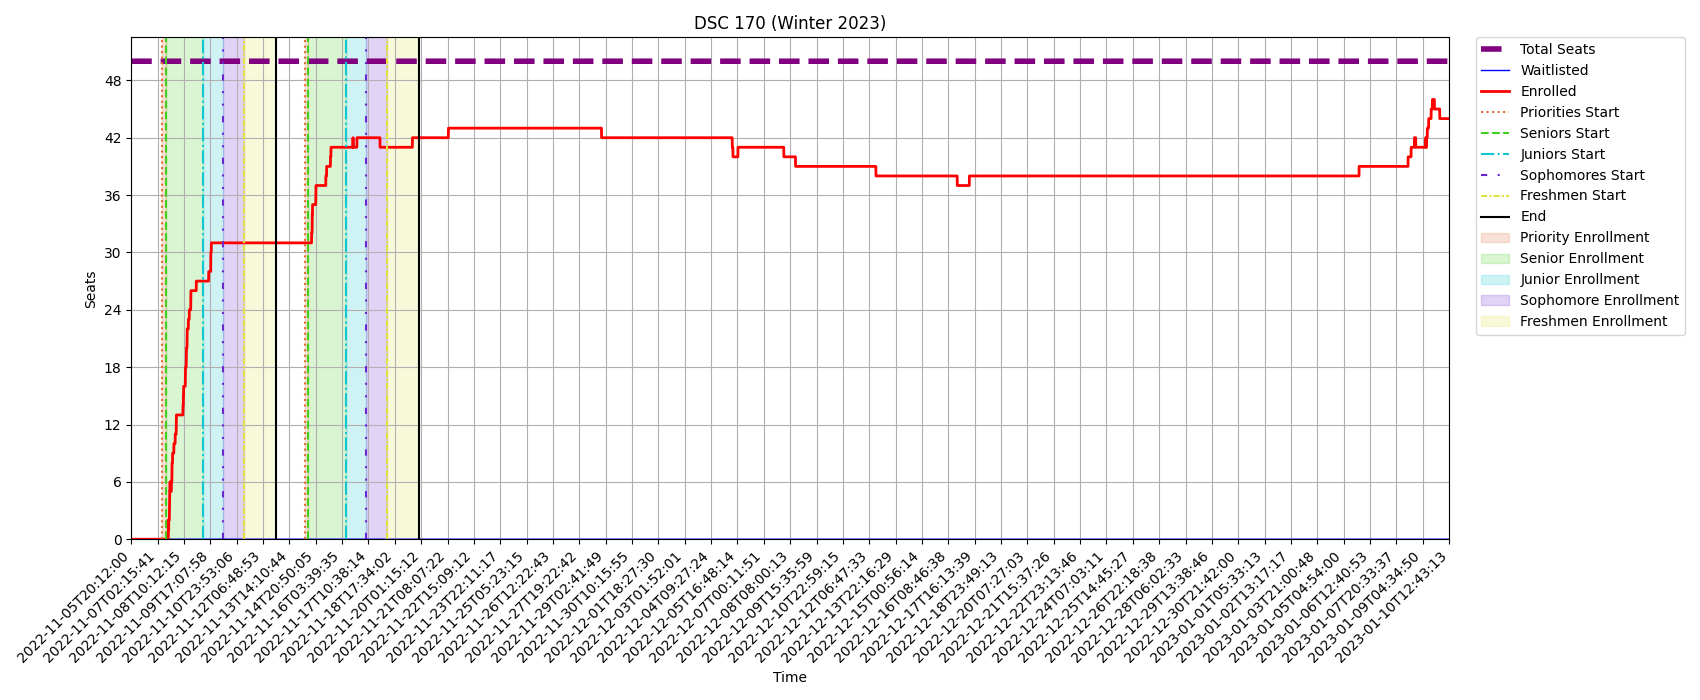 DSC 170 (Winter 2023)
Total Seats
Waitlisted
Enrolled
Priorities Start
Seniors Start
Juniors Start
Sophomores Start
Freshmen Start
End
Priority Enrollment
Senior Enrollment
Junior Enrollment
Sophomore Enrollment
Freshmen Enrollment
Seats
48
42
36
30
24
18
12
6
0
2022-11-05T20:12:00
2022-11-07T02:15:41
2022-11-08T10:12:15
2022-11-09T17:07:58
2022-11-10T23:53:06
2022-11-12T06:48:53
2022-11-13T14:10:44
2022-11-14T20:50:05
2022-11-16T03:39:35
2022-11-17T10:38:14
2022-11-18T17:34:02
2022-11-20T01:15:12
2022-11-21T08:07:22
2022-11-22T15:09:12
2022-11-23T22:11:17
2022-11-25T05:23:15
2022-11-26T12:22:43
2022-11-27T19:22:42
2022-11-29T02:41:49
2022-11-30T10:15:55
2022-12-01T18:27:30
2022-12-03T01:52:01
2022-12-04T09:27:24
2022-12-05T16:48:14
2022-12-07T00:11:51
2022-12-08T08:00:13
2022-12-09T15:35:59
2022-12-10T22:59:15
2022-12-12T06:47:33
2022-12-13T22:16:29
2022-12-15T00:56:14
2022-12-16T08:46:38
2022-12-17T16:13:39
2022-12-18T23:49:13
2022-12-20T07:27:03
2022-12-21T15:37:26
2022-12-22T23:13:46
2022-12-24T07:03:11
2022-12-25T14:45:27
2022-12-26T22:18:38
2022-12-28T06:02:33
2022-12-29T13:38:46
2022-12-30T21:42:00
2023-01-01T05:33:13
2023-01-02T13:17:17
2023-01-03T21:00:48
2023-01-05T04:54:00
2023-01-06T12:40:53
2023-01-07T20:33:37
2023-01-09T04:34:50
2023-01-10T12:43:13
Time